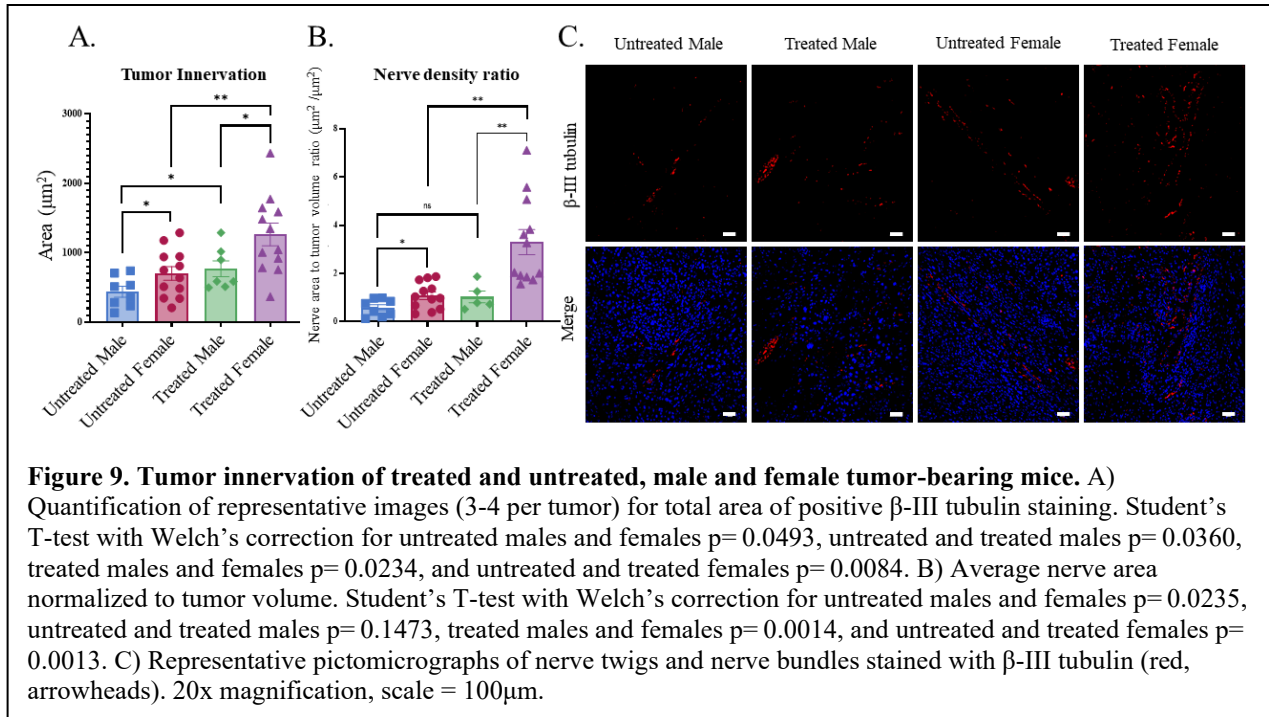 A.
Tumor Innervation
Area (μm²)
3000
2000
1000
0
**
*
*
*
Untreated Male
Untreated Female
Treated Male
Treated Female
B.
Nerve density ratio
Nerve area to tumor volume ratio (μm² /μm²)
8
6
4
2
0
**
**
ns
*
Untreated Male
Untreated Female
Treated Male
Treated Female
C.
Untreated Male Treated Male Untreated Female Treated Female
β-III tubulin
Merge
Figure 9. Tumor innervation of treated and untreated, male and female tumor-bearing mice. A)
Quantification of representative images (3-4 per tumor) for total area of positive β-III tubulin staining. Student’s
T-test with Welch’s correction for untreated males and females p= 0.0493, untreated and treated males p= 0.0360,
treated males and females p= 0.0234, and untreated and treated females p= 0.0084. B) Average nerve area
normalized to tumor volume. Student’s T-test with Welch’s correction for untreated males and females p= 0.0235,
untreated and treated males p= 0.1473, treated males and females p= 0.0014, and untreated and treated females p=
0.0013. C) Representative pictomicrographs of nerve twigs and nerve bundles stained with β-III tubulin (red,
arrowheads). 20x magnification, scale = 100μm.